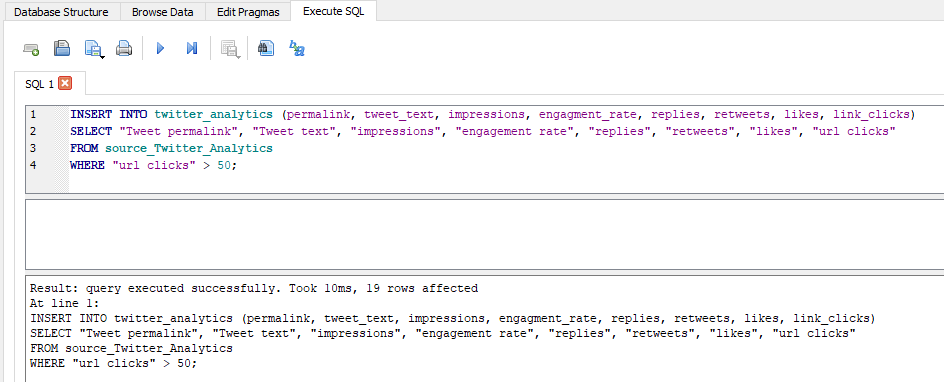 Database Structure Browse Data Edit Pragmas Execute SQL
SQL 1
1 INSERT INTO twitter_analytics (permalink, tweet_text, impressions, engagment_rate, replies, retweets, likes, link_clicks)
2 SELECT "Tweet permalink", "Tweet text", "impressions", "engagement rate", "replies", "retweets", "likes", "url clicks"
3 FROM source_Twitter_Analytics
4 WHERE "url clicks" > 50;
Result: query executed successfully. Took 10ms, 19 rows affected
At line 1:
INSERT INTO twitter_analytics (permalink, tweet_text, impressions, engagment_rate, replies, retweets, likes, link_clicks)
SELECT "Tweet permalink", "Tweet text", "impressions", "engagement rate", "replies", "retweets", "likes", "url clicks"
FROM source_Twitter_Analytics
WHERE "url clicks" > 50;